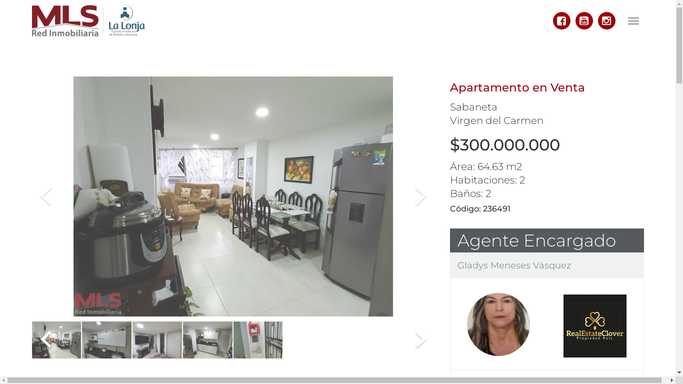 MLS
Red Inmobiliaria
La Lonja
Apartamento en Venta
Sabaneta
Virgen del Carmen
$300.000.000
Área: 64.63 m2
Habitaciones: 2
Baños: 2
Código: 236491
Agente Encargado
Gladys Meneses Vásquez
MLS
Red Inmobiliaria
RealEstateClover
Propiedad Raíz